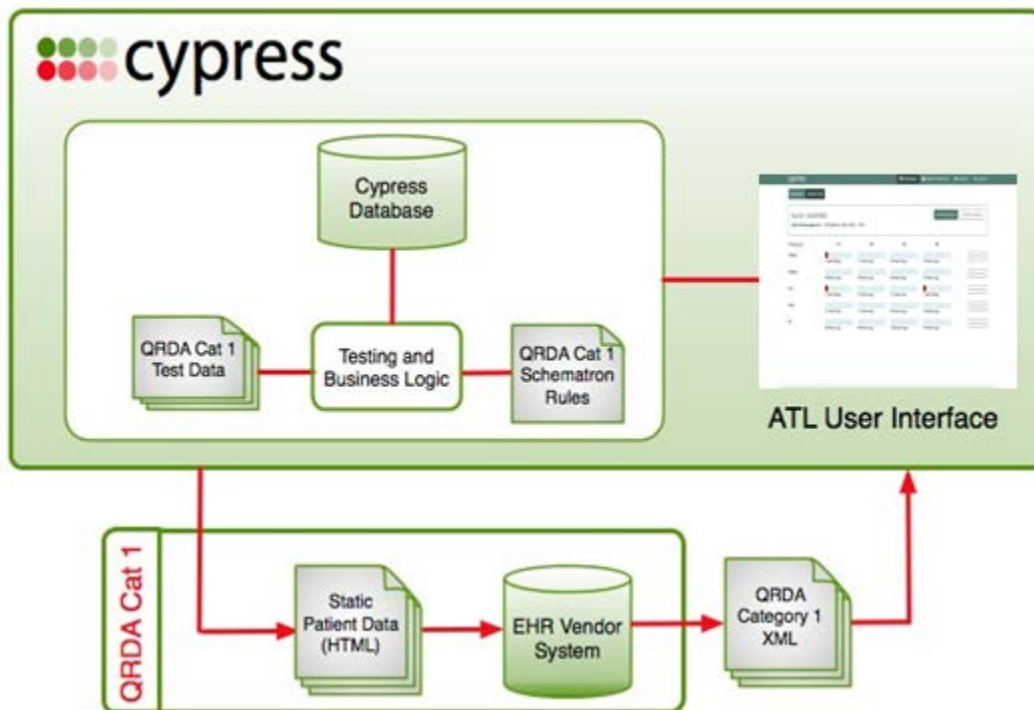 cypress
Cypress
Database
QRDA Cat 1
Test Data
Testing and
Business Logic
QRDA Cat 1
Schematron
Rules
ATL User Interface
QRDA Cat 1
Static
Patient Data
(HTML)
EHR Vendor
System
QRDA
Category 1
XML